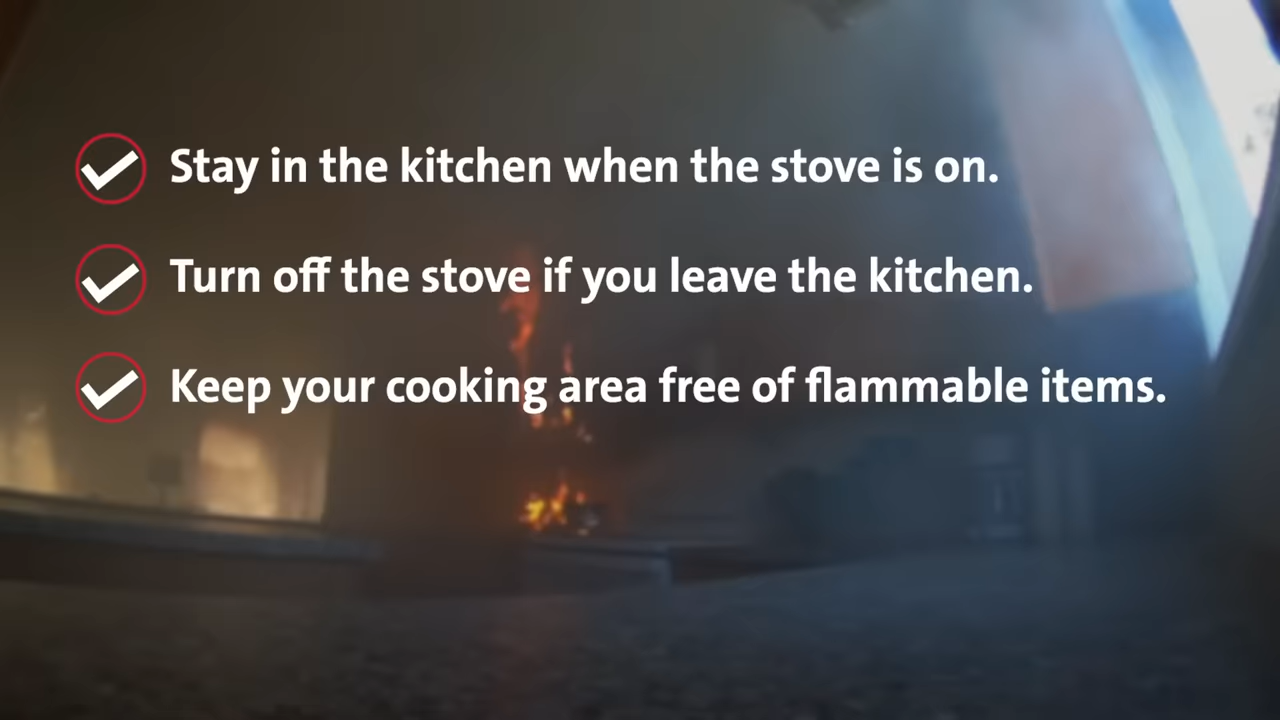 Stay in the kitchen when the stove is on.
Turn off the stove if you leave the kitchen.
Keep your cooking area free of flammable items.